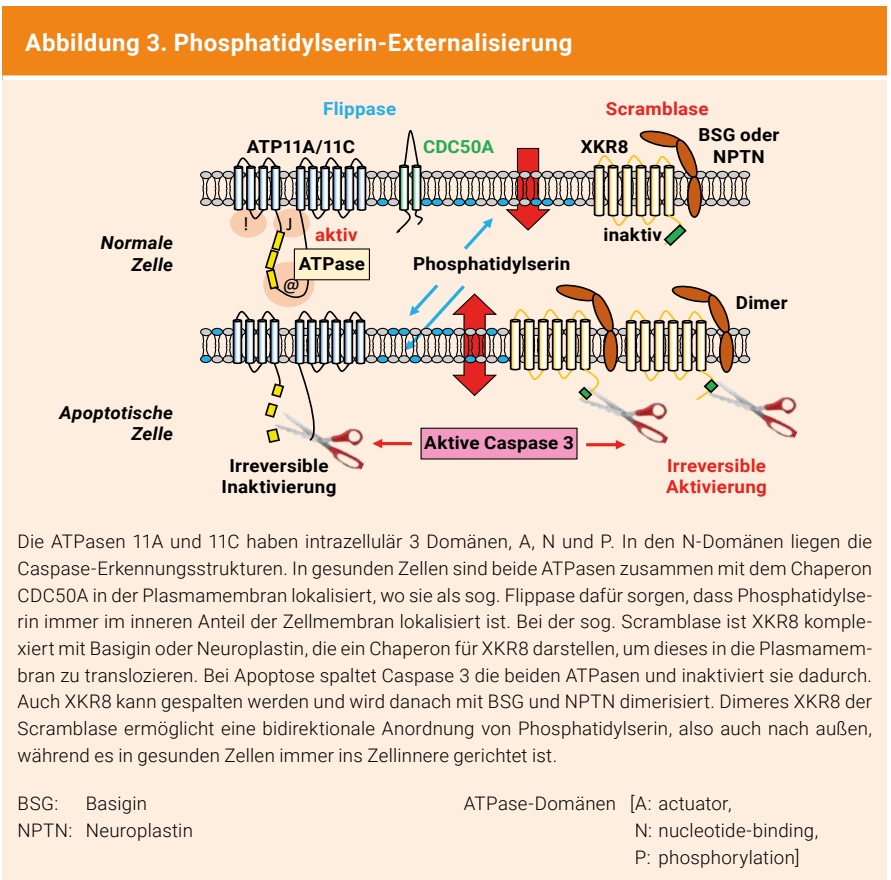 Abbildung 3. Phosphatidylserin-Externalisierung
Flippase
Scramblase
ATP11A/11C
CDC50A
XKR8
BSG oder
NPTN
!
J
aktiv
inaktiv
Normale
Zelle
ATPase
@
Phosphatidylserin
Dimer
Apoptotische
Zelle
Aktive Caspase 3
Irreversible
Inaktivierung
Irreversible
Aktivierung
Die ATPasen 11A und 11C haben intrazellulär 3 Domänen, A, N und P. In den N-Domänen liegen die
Caspase-Erkennungsstrukturen. In gesunden Zellen sind beide ATPasen zusammen mit dem Chaperon
CDC50A in der Plasmamembran lokalisiert, wo sie als sog. Flippase dafür sorgen, dass Phosphatidylse-
rin immer im inneren Anteil der Zellmembran lokalisiert ist. Bei der sog. Scramblase ist XKR8 komple-
xiert mit Basigin oder Neuroplastin, die ein Chaperon für XKR8 darstellen, um dieses in die Plasmamem-
bran zu translozieren. Bei Apoptose spaltet Caspase 3 die beiden ATPasen und inaktiviert sie dadurch.
Auch XKR8 kann gespalten werden und wird danach mit BSG und NPTN dimerisiert. Dimeres XKR8 der
Scramblase ermöglicht eine bidirektionale Anordnung von Phosphatidylserin, also auch nach außen,
während es in gesunden Zellen immer ins Zellinnere gerichtet ist.
BSG: Basigin
NPTN: Neuroplastin
ATPase-Domänen [A: actuator,
N: nucleotide-binding,
P: phosphorylation]